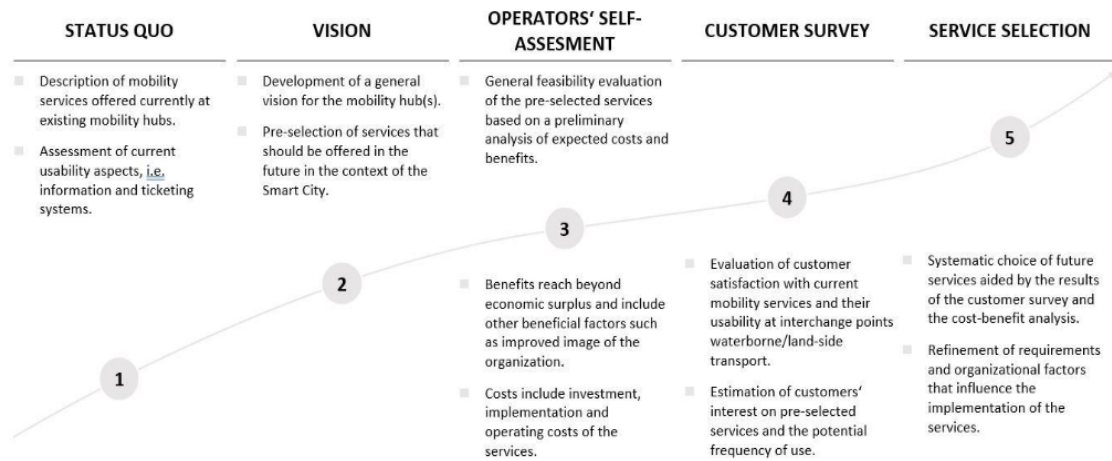 STATUS QUO
Description of mobility
services offered currently at
existing mobility hubs.
Assessment of current
usability aspects, i.e.
information and ticketing
systems.
1
VISION
Development of a general
vision for the mobility hub(s).
Pre-selection of services that
should be offered in the
future in the context of the
Smart City.
2
OPERATORS‘ SELF-
ASSESMENT
General feasibility evaluation
of the pre-selected services
based on a preliminary
analysis of expected costs and
benefits.
3
Benefits reach beyond
economic surplus and include
other beneficial factors such
as improved image of the
organization.
Costs include investment,
implementation and
operating costs of the
services.
CUSTOMER SURVEY
4
Evaluation of customer
satisfaction with current
mobility services and their
usability at interchange points
waterborne/land-side
transport.
Estimation of customers‘
interest on pre-selected
services and the potential
frequency of use.
SERVICE SELECTION
5
Systematic choice of future
services aided by the results
of the customer survey and
the cost-benefit analysis.
Refinement of requirements
and organizational factors
that influence the
implementation of the
services.